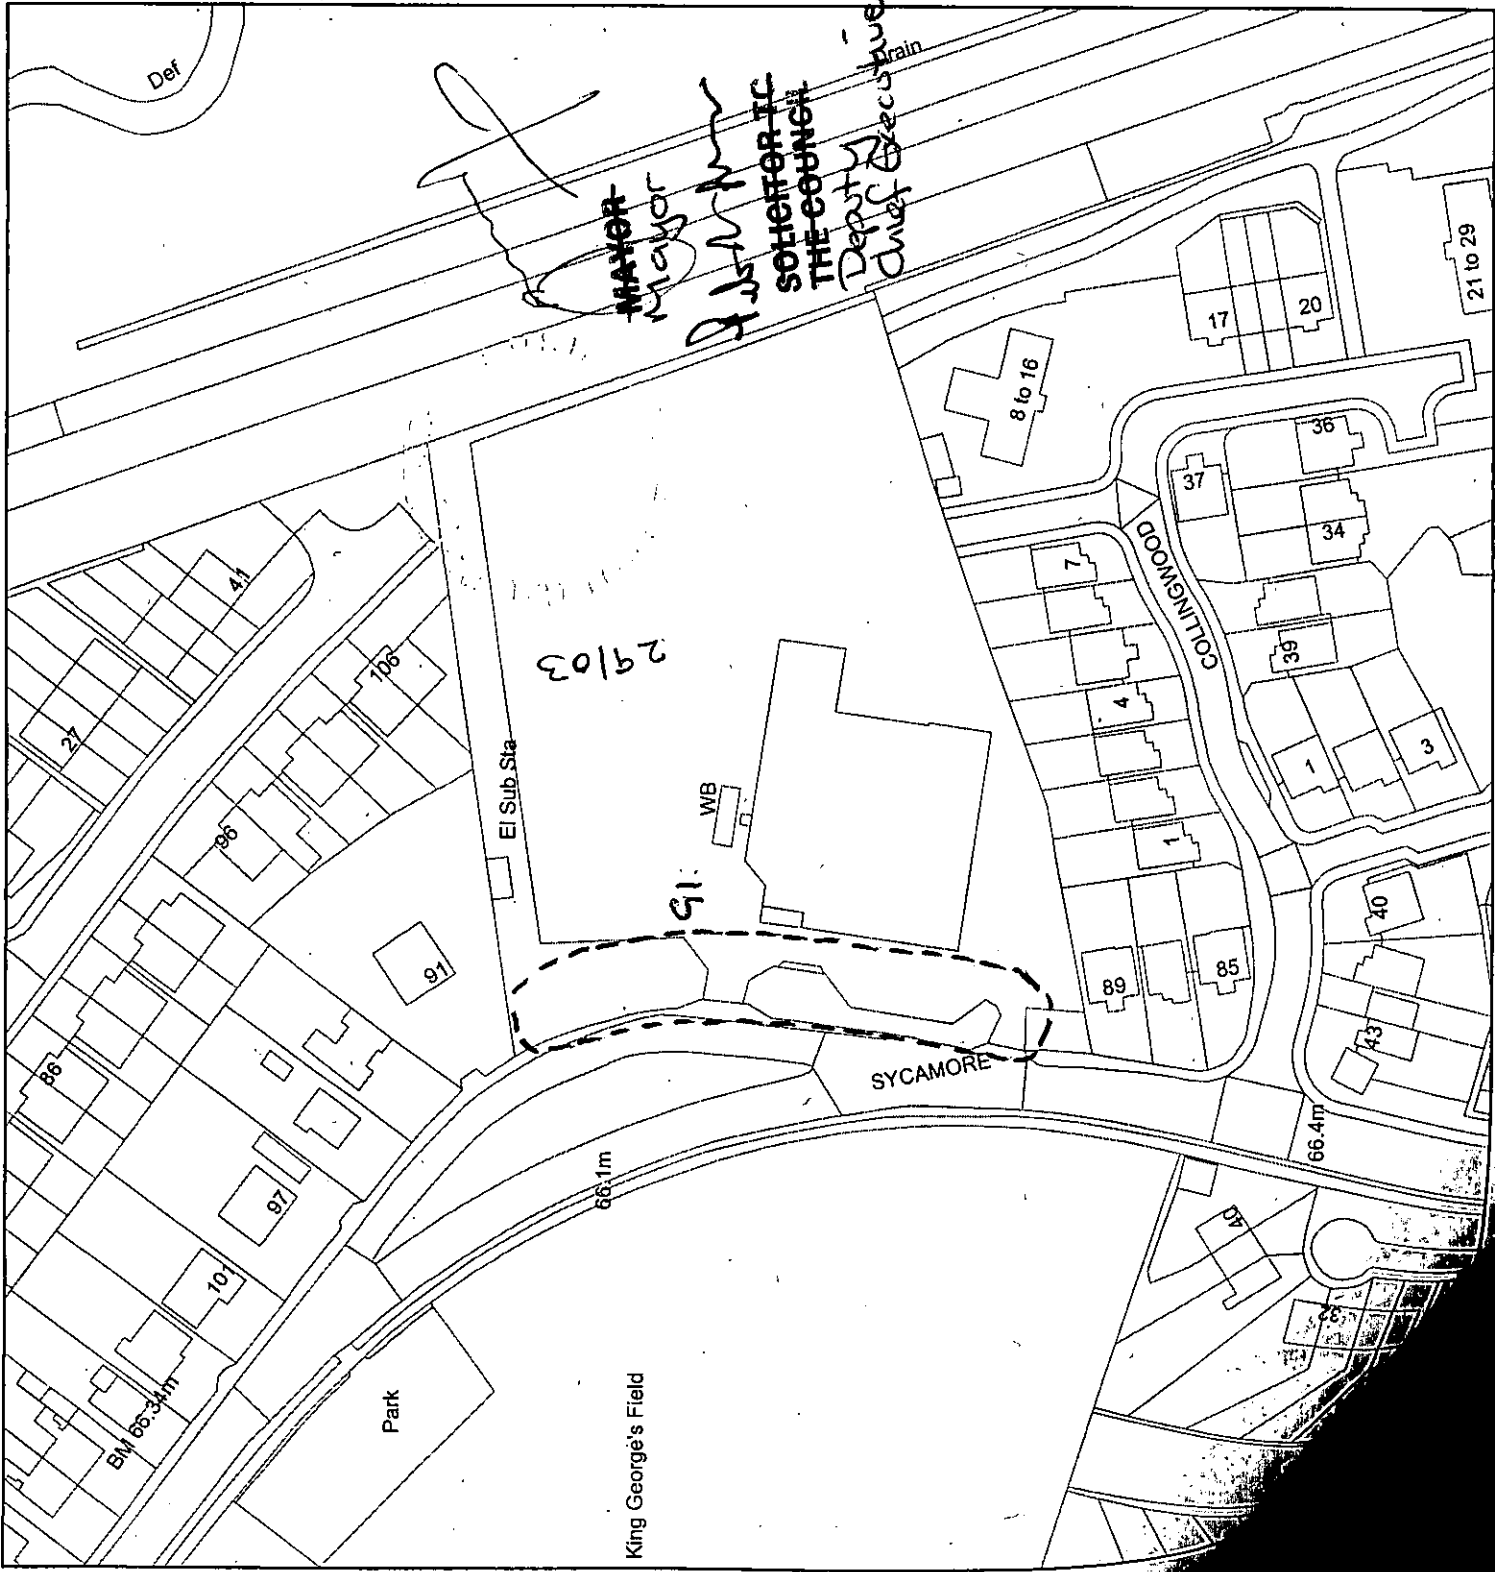 Def
Drain
MAYOR
Mayor
SOLICITOR TO
THE COUNCIL
Deputy
Chief Executive
41
27
106
96
91
86
97
101
BM 66.34m
El Sub Sta
29103
WB
G1
8 to 16
17
20
21 to 29
37
36
34
39
COLLINGWOOD
7
4
1
1
3
89
85
40
43
SYCAMORE
66.4m
66.1m
40
32
Park
King George's Field